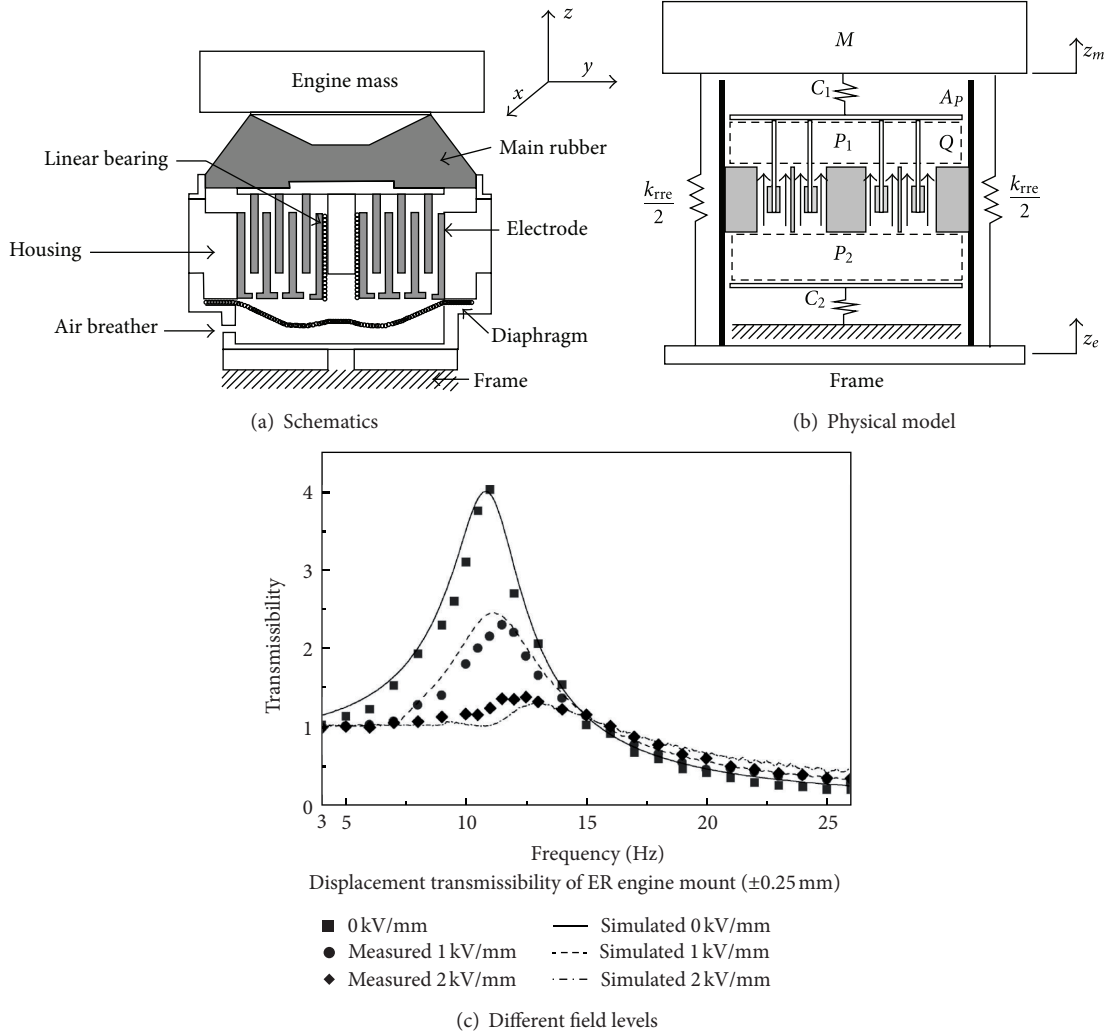 z
y
x
Engine mass
Linear bearing
Main rubber
Housing
Electrode
Air breather
Diaphragm
Frame
(a) Schematics
M
z_m
C_1
A_P
P_1
Q
k_rre
2
k_rre
2
P_2
C_2
z_e
Frame
(b) Physical model
Transmissibility
4
3
2
1
0
3 5 10 15 20 25
Frequency (Hz)
Displacement transmissibility of ER engine mount (±0.25 mm)
0 kV/mm
Simulated 0 kV/mm
Measured 1 kV/mm
Simulated 1 kV/mm
Measured 2 kV/mm
Simulated 2 kV/mm
(c) Different field levels